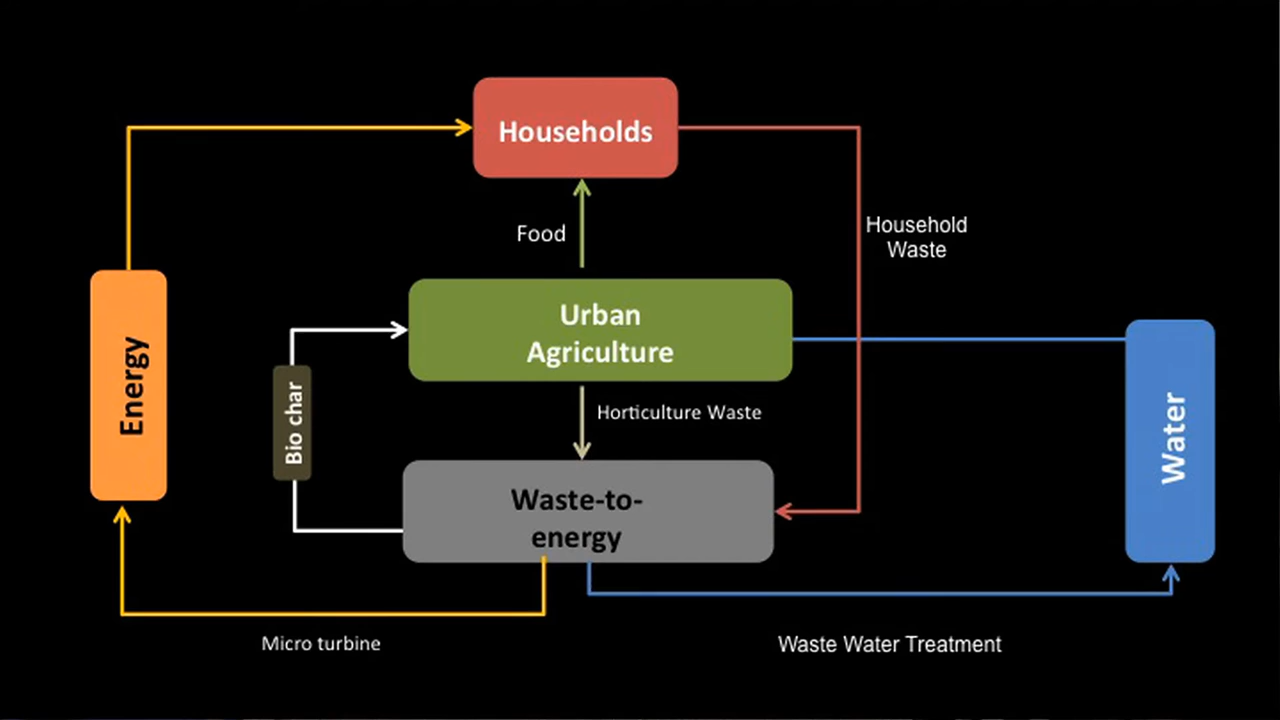 Households
Household
Waste
Food
Urban
Agriculture
Energy
Bio char
Horticulture Waste
Water
Waste-to-
energy
Micro turbine
Waste Water Treatment